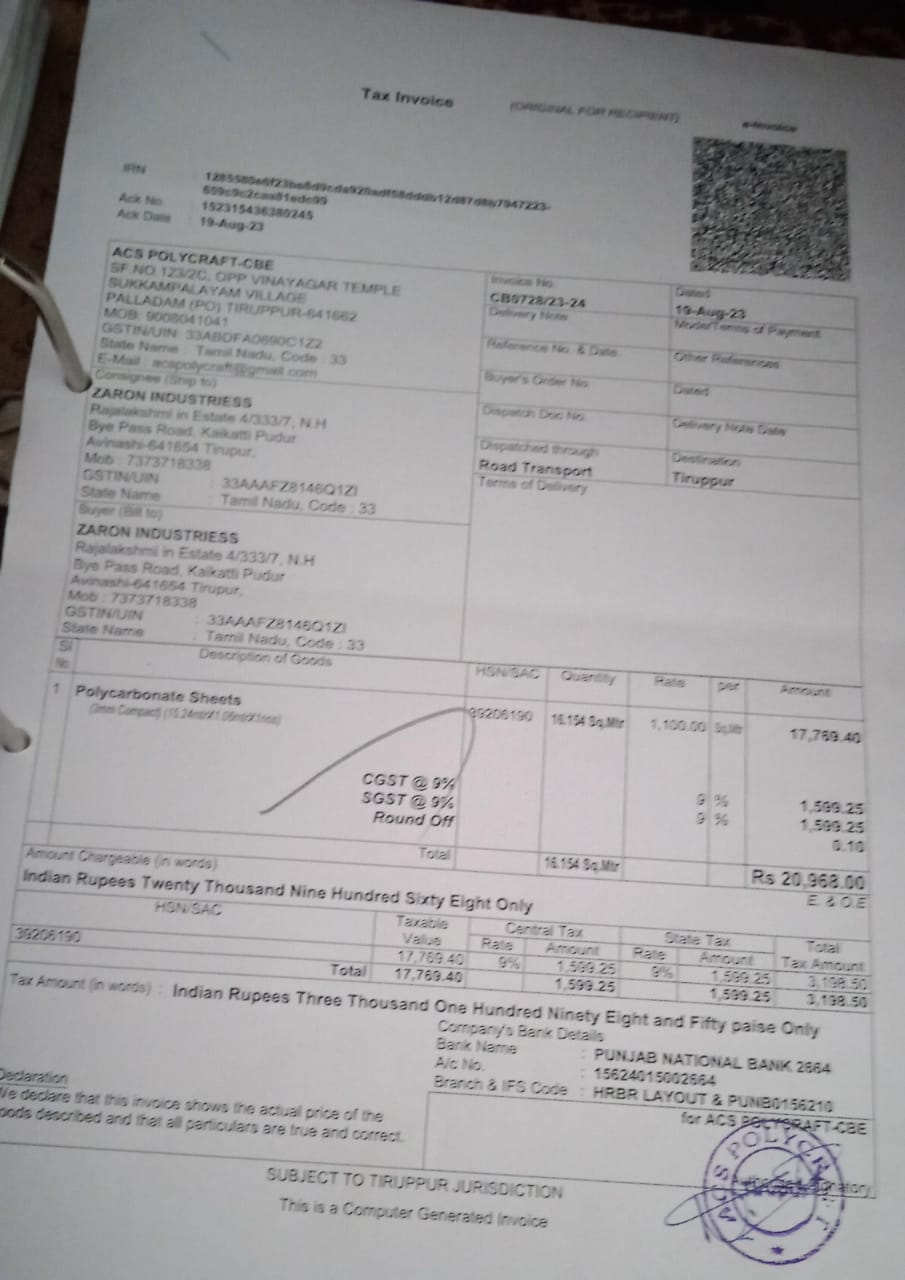 Tax Invoice
(ORIGINAL FOR RECIPIENT)
e-Invoice
IRN : 1285580e6f23be8d9cda929adf58dddb12d87d8b7947223-
659c9c2caa81edc99
Ack No. : 152315436380245
Ack Date : 19-Aug-23
ACS POLYCRAFT-CBE
SF.NO.123/2C, OPP VINAYAGAR TEMPLE
SUKKAMPALAYAM VILLAGE
PALLADAM (PO) TIRUPPUR-641662
MOB: 9008041041
GSTIN/UIN: 33ABDFA0690C1Z2
State Name : Tamil Nadu, Code : 33
E-Mail : acspolycraft@gmail.com
Invoice No.
CB0728/23-24
Dated
19-Aug-23
Delivery Note
Mode/Terms of Payment
Reference No. & Date.
Other References
Buyer's Order No.
Dated
Dispatch Doc No.
Delivery Note Date
Dispatched through
Road Transport
Destination
Tiruppur
Terms of Delivery
Consignee (Ship to)
ZARON INDUSTRIESS
Rajalakshmi in Estate 4/333/7, N.H
Bye Pass Road, Kaikatti Pudur
Avinashi-641654 Tirupur,
Mob : 7373718338
GSTIN/UIN : 33AAAFZ8146Q1ZI
State Name : Tamil Nadu, Code : 33
Buyer (Bill to)
ZARON INDUSTRIESS
Rajalakshmi in Estate 4/333/7, N.H
Bye Pass Road, Kaikatti Pudur
Avinashi-641654 Tirupur,
Mob : 7373718338
GSTIN/UIN : 33AAAFZ8146Q1ZI
State Name : Tamil Nadu, Code : 33
Sl No. Description of Goods HSN/SAC Quantity Rate per Amount
1 Polycarbonate Sheets 39206190 16.154 Sq.Mtr 1,100.00 Sq.Mtr 17,769.40
(3mm Compact) (15.24mtrX1.06mtrX1nos)
CGST @ 9% 9 % 1,599.25
SGST @ 9% 9 % 1,599.25
Round Off 0.10
Total 16.154 Sq.Mtr Rs 20,968.00
Amount Chargeable (in words) E. & O.E
Indian Rupees Twenty Thousand Nine Hundred Sixty Eight Only
HSN/SAC Taxable Value Central Tax State Tax Total Tax Amount
Rate Amount Rate Amount
39206190 17,769.40 9% 1,599.25 9% 1,599.25 3,198.50
Total 17,769.40 1,599.25 1,599.25 3,198.50
Tax Amount (in words) : Indian Rupees Three Thousand One Hundred Ninety Eight and Fifty paise Only
Company's Bank Details
Bank Name : PUNJAB NATIONAL BANK 2664
A/c No. : 15624015002664
Branch & IFS Code : HRBR LAYOUT & PUNB0156210
Declaration
We declare that this invoice shows the actual price of the
goods described and that all particulars are true and correct.
for ACS POLYCRAFT-CBE
ACS POLYCRAFT
Authorised Signatory
SUBJECT TO TIRUPPUR JURISDICTION
This is a Computer Generated Invoice